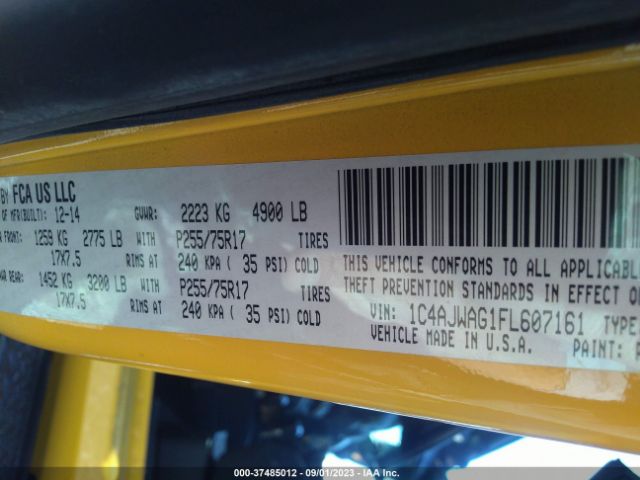 BY FCA US LLC
OF MFR(BUILT): 12-14 GVWR: 2223 KG 4900 LB
FRONT: 1259 KG 2775 LB WITH P255/75R17 TIRES
17X7.5 RIMS AT 240 KPA ( 35 PSI) COLD
REAR: 1452 KG 3200 LB WITH P255/75R17 TIRES
17X7.5 RIMS AT 240 KPA ( 35 PSI) COLD
THIS VEHICLE CONFORMS TO ALL APPLICABLE
THEFT PREVENTION STANDARDS IN EFFECT
VIN: 1C4AJWAG1FL607161 TYPE
VEHICLE MADE IN U.S.A. PAINT:
000-37485012 - 09/01/2023 - IAA Inc.